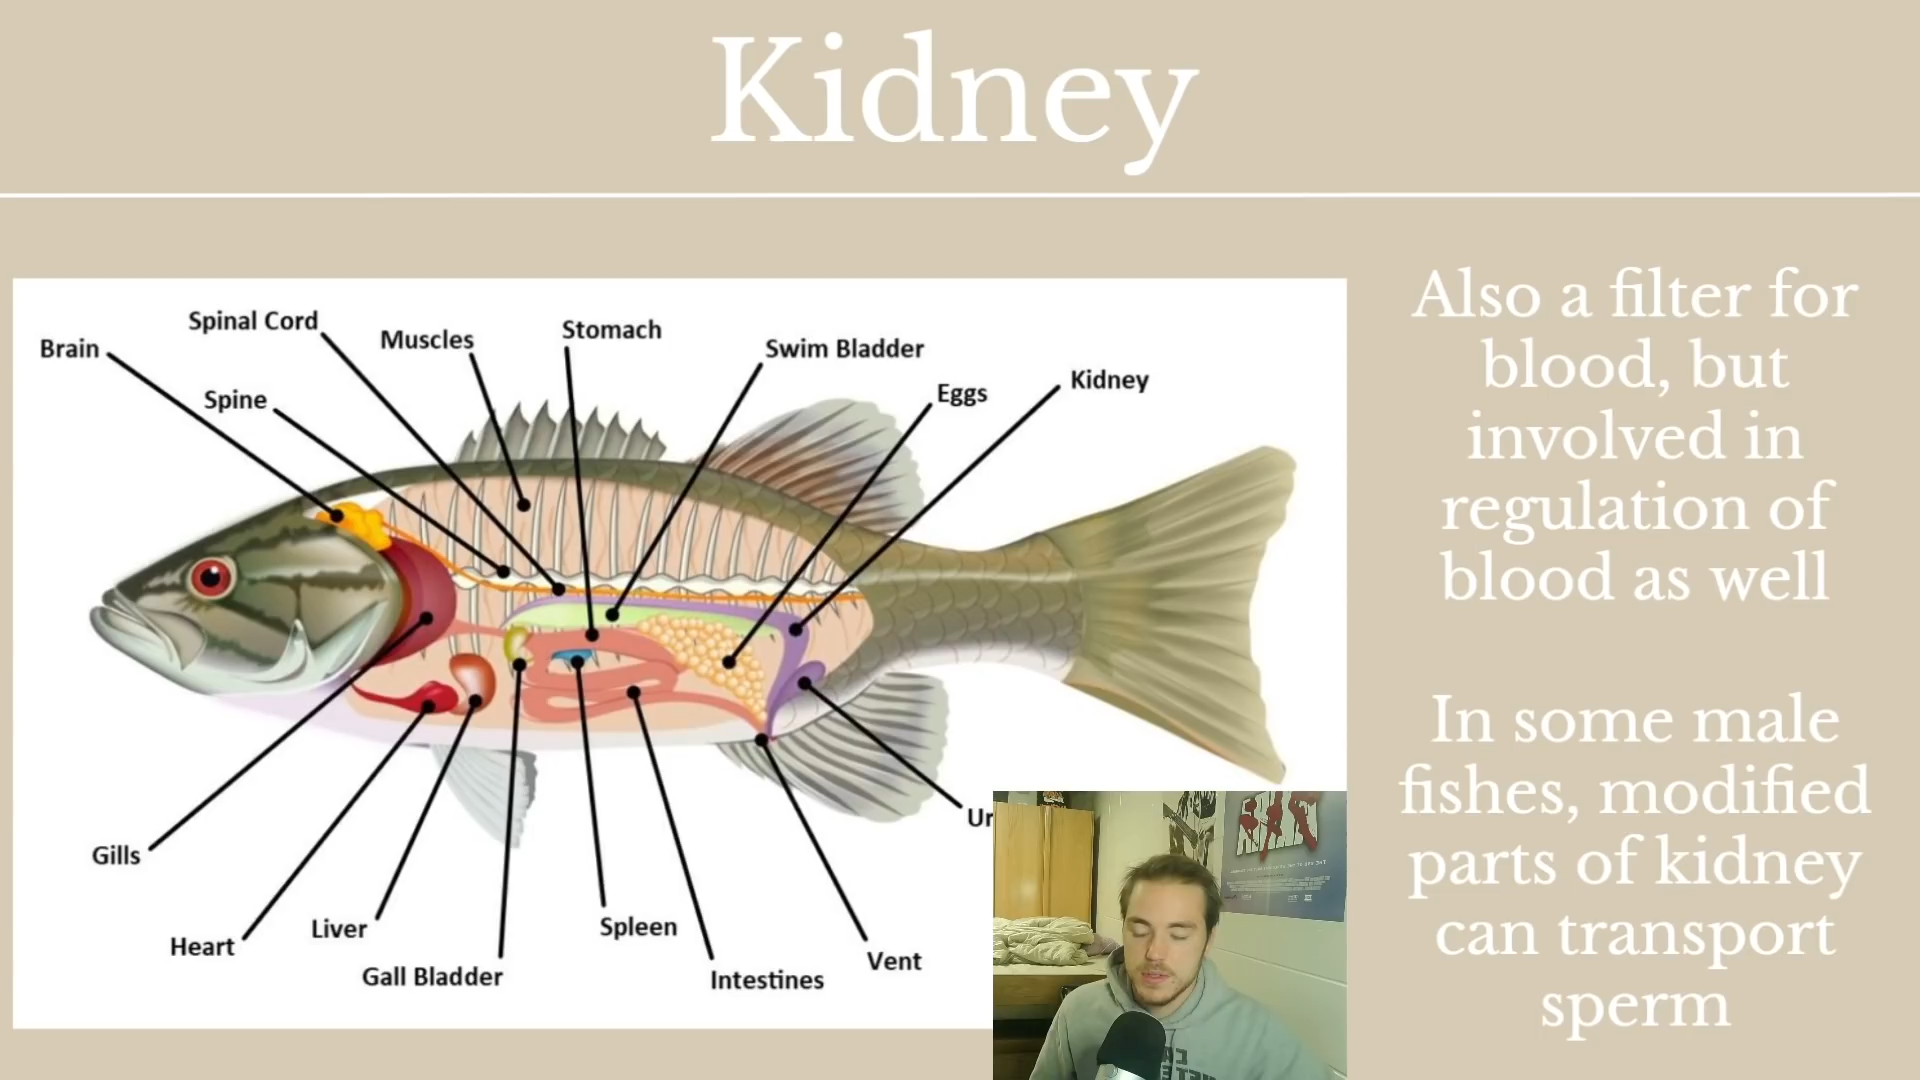 Kidney
Also a filter for
blood, but
involved in
regulation of
blood as well
In some male
fishes, modified
parts of kidney
can transport
sperm
Brain
Spinal Cord
Spine
Muscles
Stomach
Swim Bladder
Eggs
Kidney
Gills
Heart
Liver
Gall Bladder
Spleen
Intestines
Vent
Ur